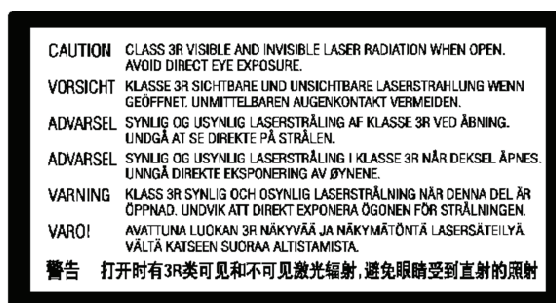 CAUTION CLASS 3R VISIBLE AND INVISIBLE LASER RADIATION WHEN OPEN.
AVOID DIRECT EYE EXPOSURE.
VORSICHT KLASSE 3R SICHTBARE UND UNSICHTBARE LASERSTRAHLUNG WENN
GEÖFFNET. UNMITTELBAREN AUGENKONTAKT VERMEIDEN.
ADVARSEL SYNLIG OG USYNLIG LASERSTRÅLING AF KLASSE 3R VED ÅBNING.
UNDGÅ AT SE DIREKTE PÅ STRÅLEN.
ADVARSEL SYNLIG OG USYNLIG LASERSTRÅLING I KLASSE 3R NÅR DEKSEL ÅPNES.
UNNGÅ DIREKTE EKSPONERING AV ØYNENE.
VARNING KLASS 3R SYNLIG OCH OSYNLIG LASERSTRÅLNING NÄR DENNA DEL ÄR
ÖPPNAD. UNDVIK ATT DIREKT EXPONERA ÖGONEN FÖR STRÅLNINGEN.
VARO! AVATTUNA LUOKAN 3R NÄKYVÄÄ JA NÄKYMÄTÖNTÄ LASERSÄTEILYÄ
VÄLTÄ KATSEEN SUORAA ALTISTAMISTA.
警告 打开时有3R类可见和不可见激光辐射,避免眼睛受到直射的照射